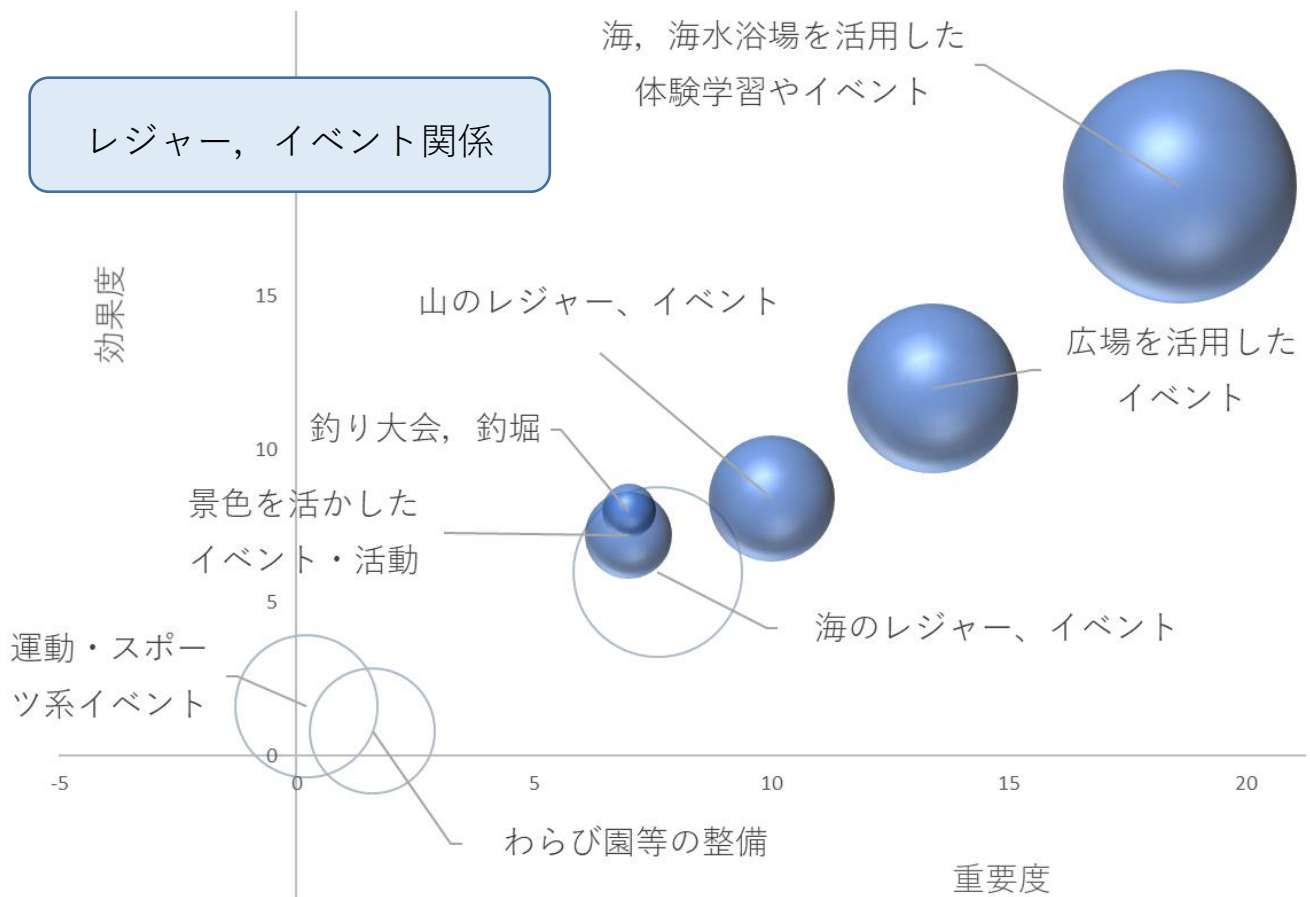 海，海水浴場を活用した
体験学習やイベント
レジャー，イベント関係
効果度
15
山のレジャー、イベント
広場を活用した
イベント
釣り大会，釣堀
10
景色を活かした
イベント・活動
5
海のレジャー、イベント
運動・スポー
ツ系イベント
0
-5
0
5
10
15
20
わらび園等の整備
重要度